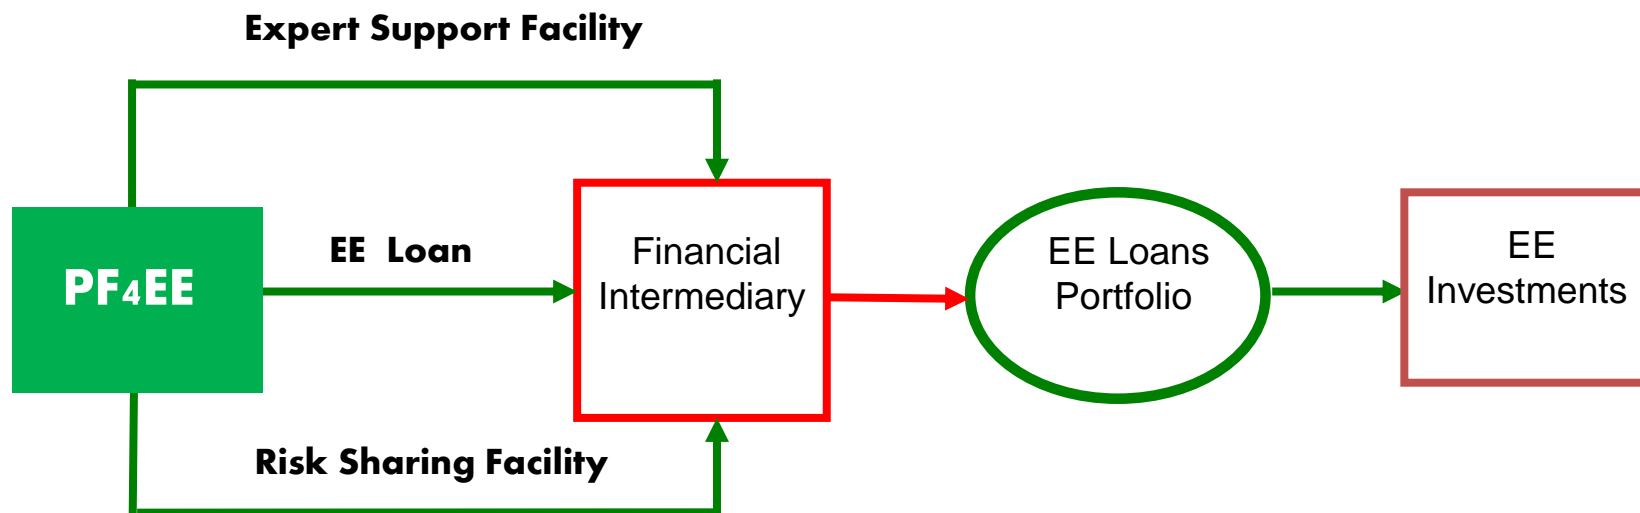 Expert Support Facility
EE Loan
PF4EE
Financial
Intermediary
EE Loans
Portfolio
EE
Investments
Risk Sharing Facility